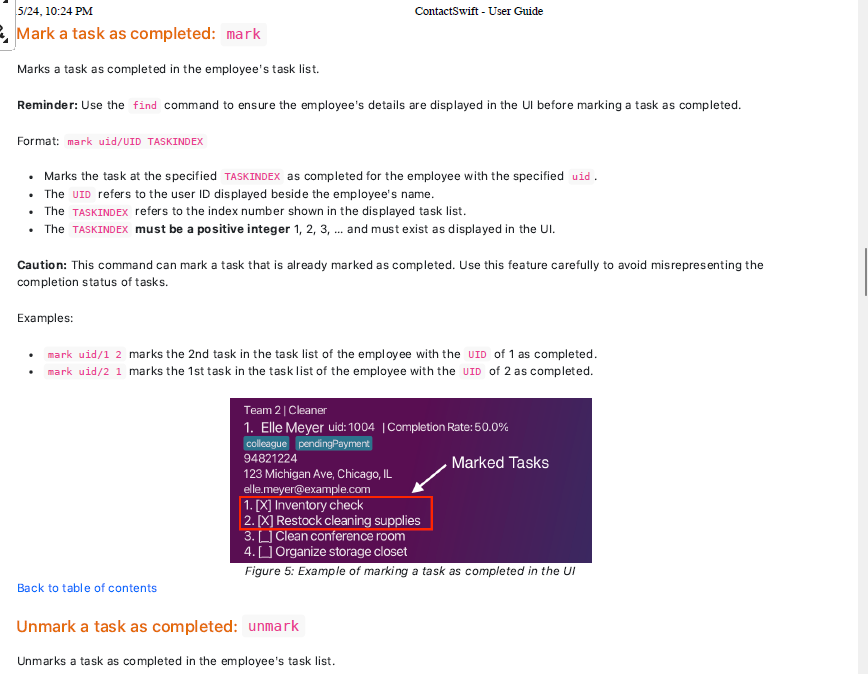 5/24, 10:24 PM ContactSwift - User Guide
Mark a task as completed: mark
Marks a task as completed in the employee's task list.
Reminder: Use the find command to ensure the employee's details are displayed in the UI before marking a task as completed.
Format: mark uid/UID TASKINDEX
• Marks the task at the specified TASKINDEX as completed for the employee with the specified uid.
• The UID refers to the user ID displayed beside the employee's name.
• The TASKINDEX refers to the index number shown in the displayed task list.
• The TASKINDEX must be a positive integer 1, 2, 3, … and must exist as displayed in the UI.
Caution: This command can mark a task that is already marked as completed. Use this feature carefully to avoid misrepresenting the
completion status of tasks.
Examples:
• mark uid/1 2 marks the 2nd task in the task list of the employee with the UID of 1 as completed.
• mark uid/2 1 marks the 1st task in the task list of the employee with the UID of 2 as completed.
Team 2 | Cleaner
1. Elle Meyer uid: 1004 | Completion Rate: 50.0%
colleague pendingPayment
94821224
123 Michigan Ave, Chicago, IL
elle.meyer@example.com
Marked Tasks
1. [X] Inventory check
2. [X] Restock cleaning supplies
3. [_] Clean conference room
4. [_] Organize storage closet
Figure 5: Example of marking a task as completed in the UI
Back to table of contents
Unmark a task as completed: unmark
Unmarks a task as completed in the employee's task list.